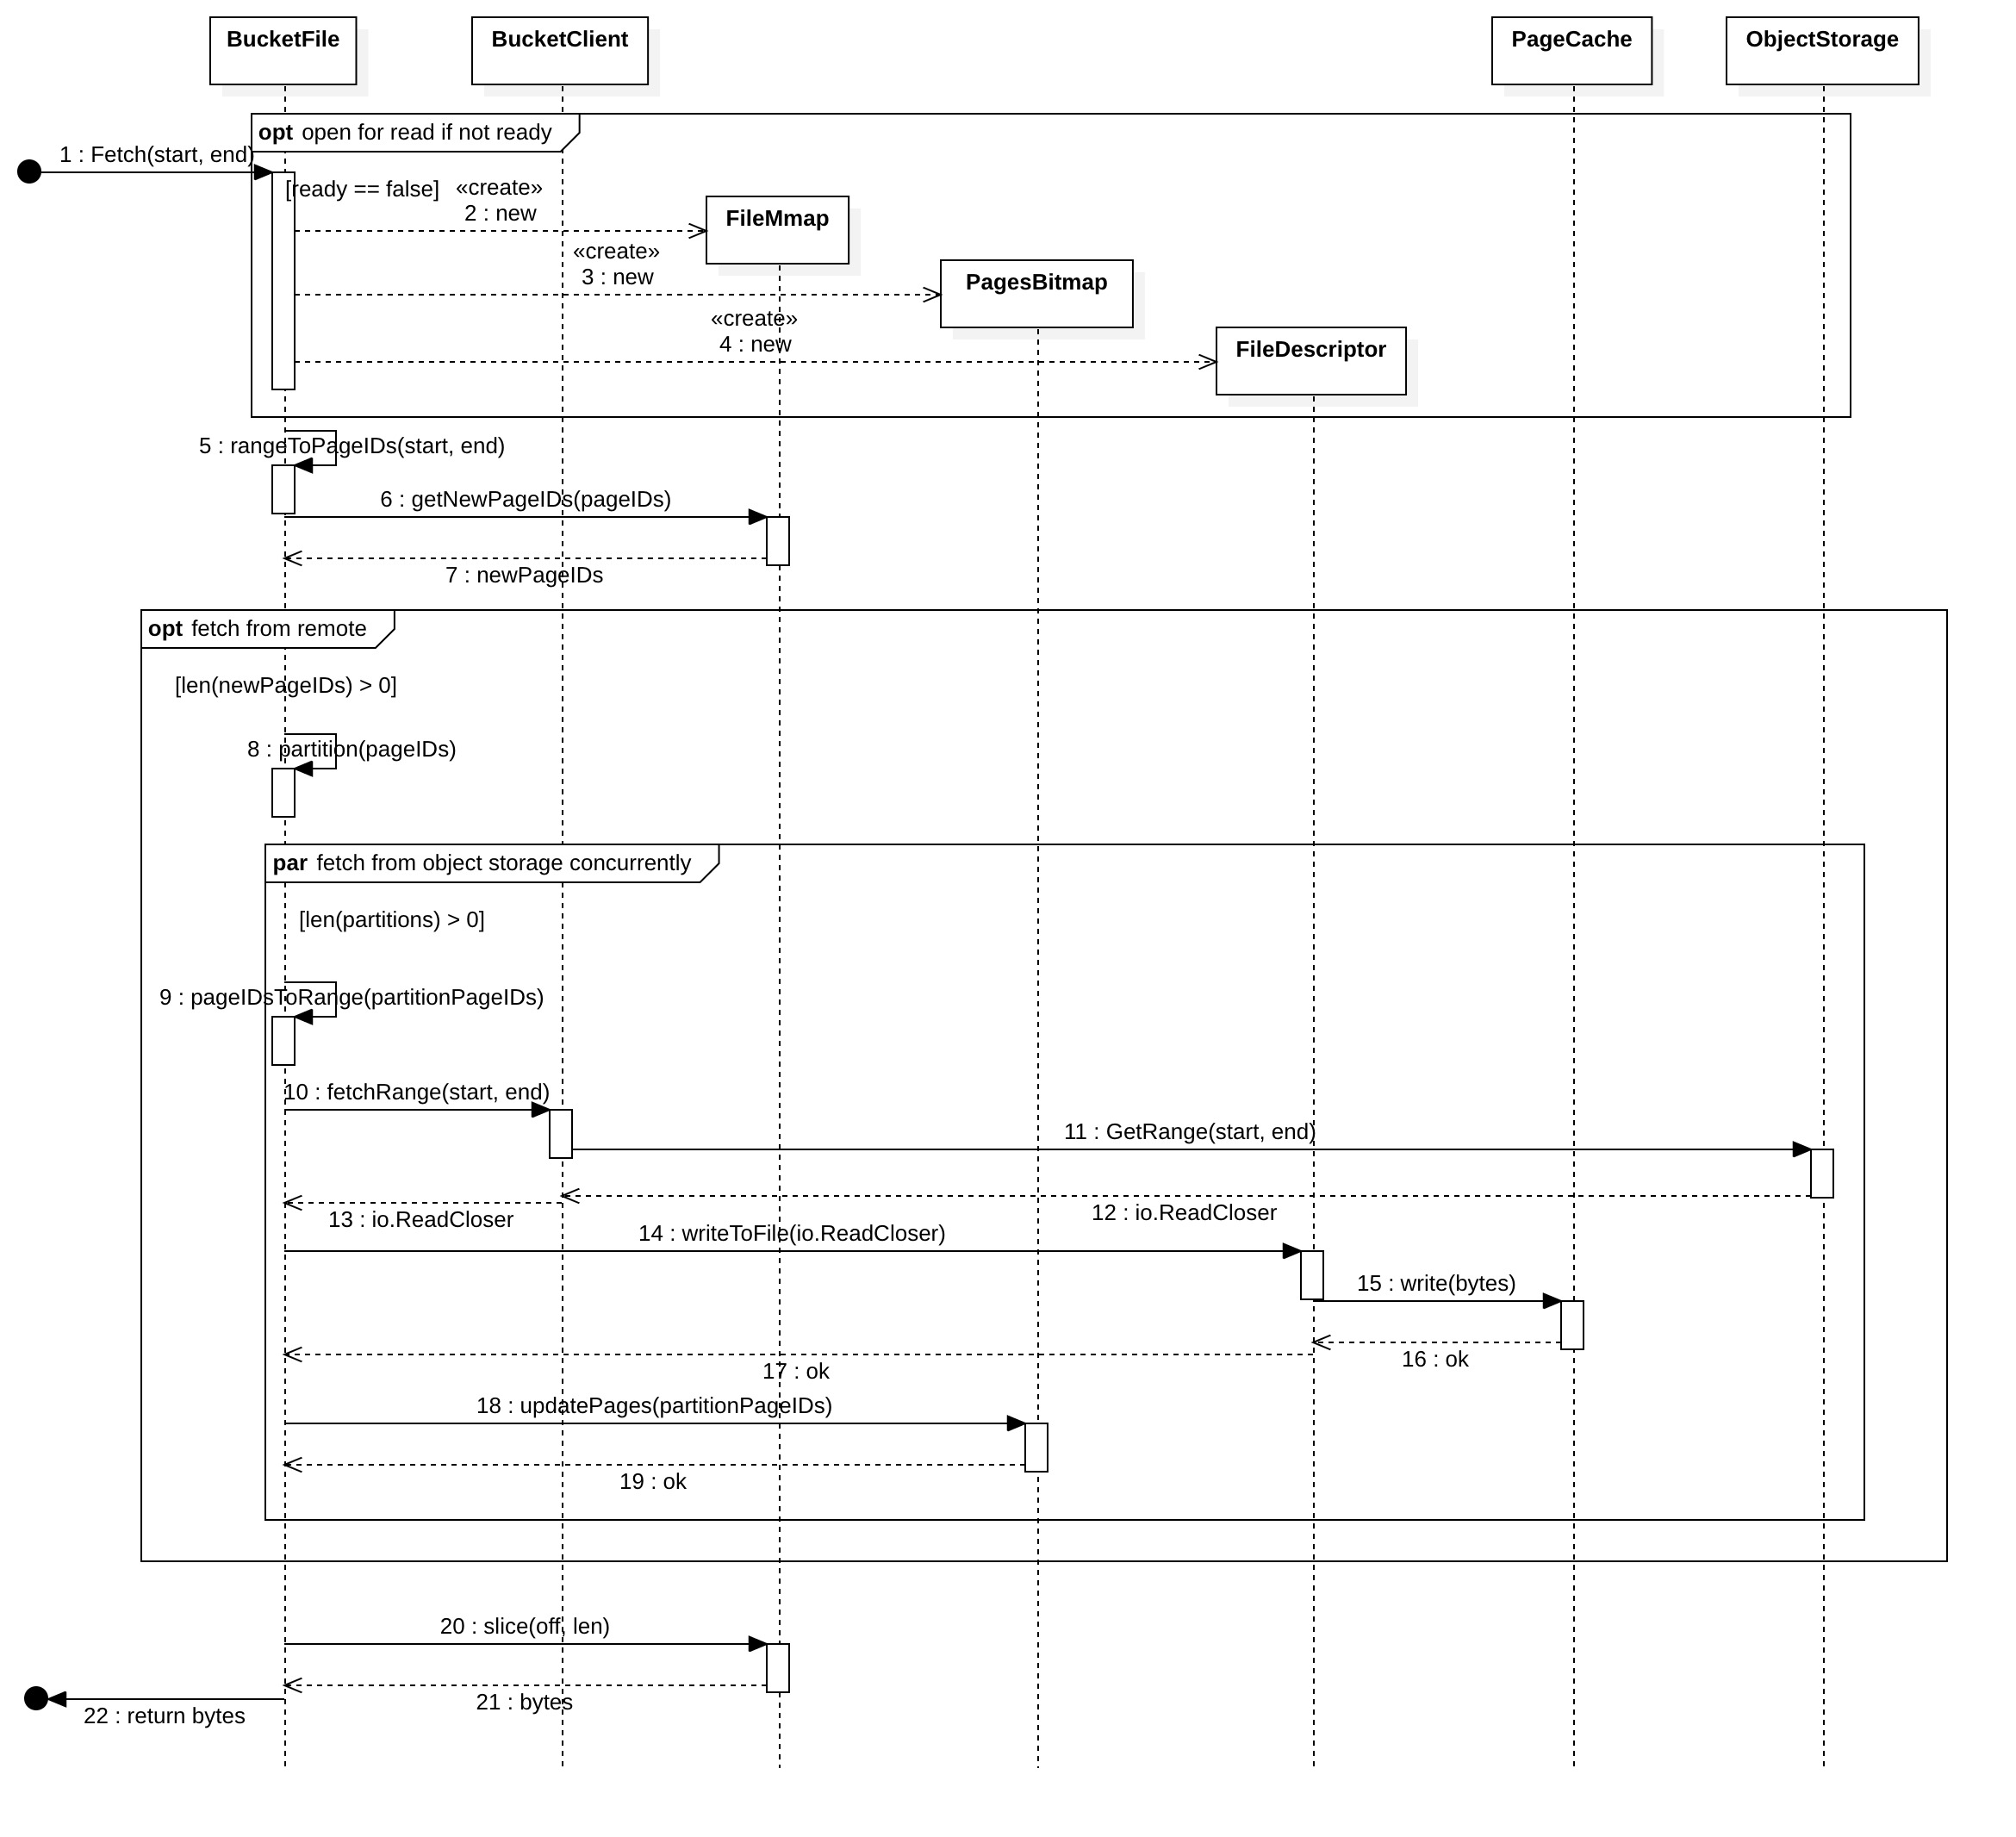 BucketFile
BucketClient
PageCache
ObjectStorage
opt open for read if not ready
1 : Fetch(start, end)
[ready == false]
«create»
2 : new
FileMmap
«create»
3 : new
PagesBitmap
«create»
4 : new
FileDescriptor
5 : rangeToPageIDs(start, end)
6 : getNewPageIDs(pageIDs)
7 : newPageIDs
opt fetch from remote
[len(newPageIDs) > 0]
8 : partition(pageIDs)
par fetch from object storage concurrently
[len(partitions) > 0]
9 : pageIDsToRange(partitionPageIDs)
10 : fetchRange(start, end)
11 : GetRange(start, end)
12 : io.ReadCloser
13 : io.ReadCloser
14 : writeToFile(io.ReadCloser)
15 : write(bytes)
16 : ok
17 : ok
18 : updatePages(partitionPageIDs)
19 : ok
20 : slice(off, len)
21 : bytes
22 : return bytes